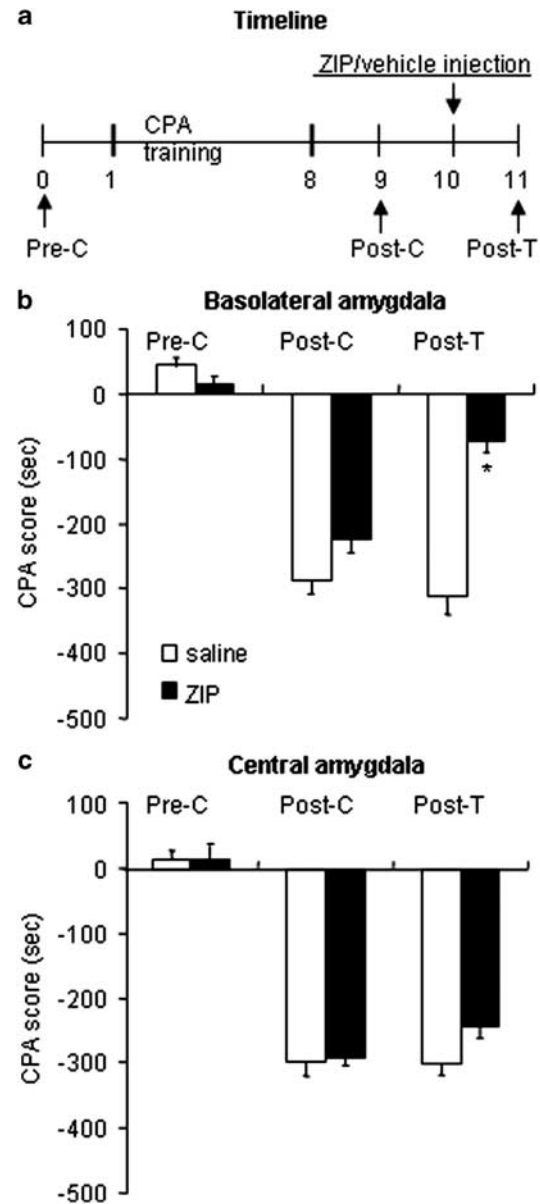 a
Timeline
ZIP/vehicle injection
CPA
training
0 1 8 9 10 11
Pre-C Post-C Post-T
b
Basolateral amygdala
Pre-C Post-C Post-T
100
0
-100
-200
-300
-400
-500
CPA score (sec)
*
saline
ZIP
c
Central amygdala
Pre-C Post-C Post-T
100
0
-100
-200
-300
-400
-500
CPA score (sec)